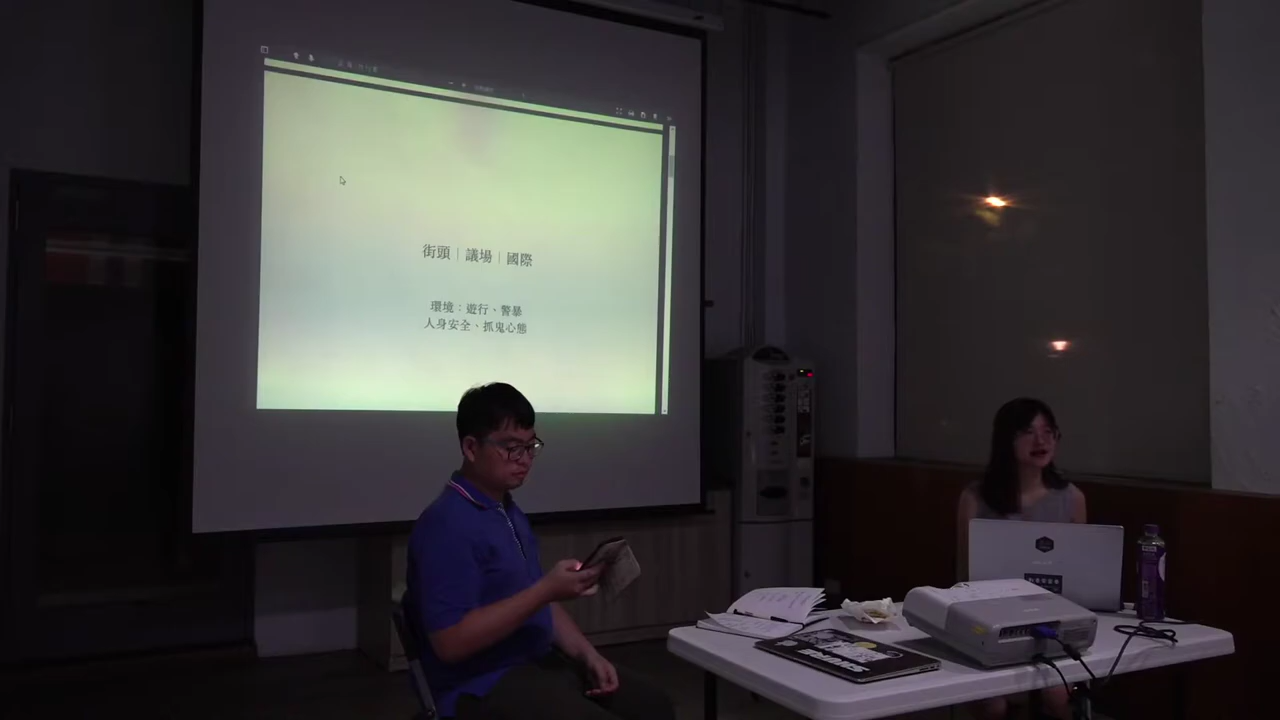 街頭｜議場｜國際
環境：遊行、警暴
人身安全、抓鬼心態